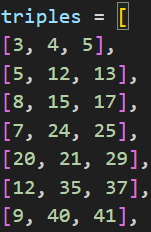 triples = [
[3, 4, 5],
[5, 12, 13],
[8, 15, 17],
[7, 24, 25],
[20, 21, 29],
[12, 35, 37],
[9, 40, 41],